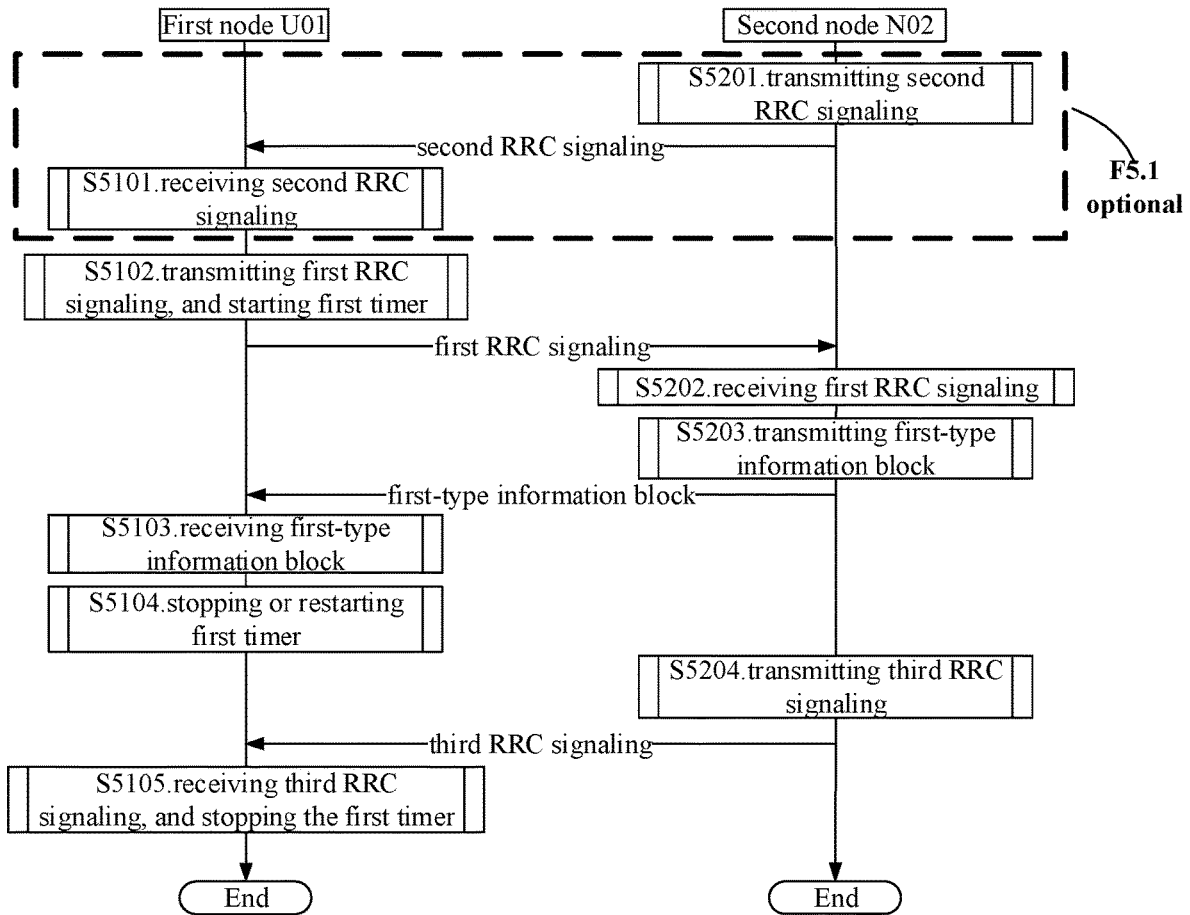 First node U01
Second node N02
S5201.transmitting second
RRC signaling
second RRC signaling
F5.1
optional
S5101.receiving second RRC
signaling
S5102.transmitting first RRC
signaling, and starting first timer
first RRC signaling
S5202.receiving first RRC signaling
S5203.transmitting first-type
information block
first-type information block
S5103.receiving first-type
information block
S5104.stopping or restarting
first timer
S5204.transmitting third RRC
signaling
third RRC signaling
S5105.receiving third RRC
signaling, and stopping the first timer
End
End